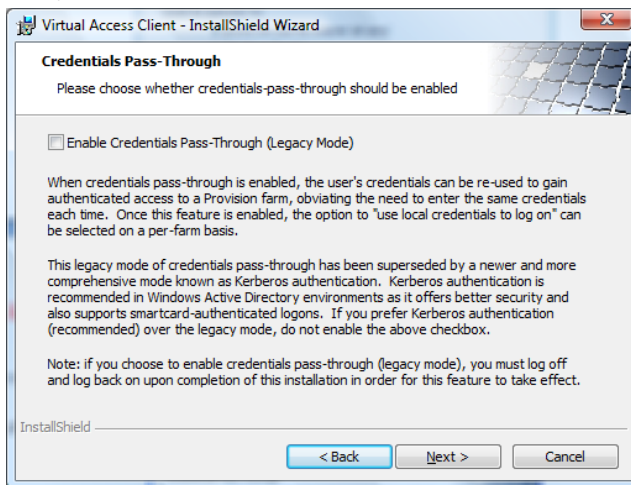 Virtual Access Client - InstallShield Wizard
Credentials Pass-Through
Please choose whether credentials-pass-through should be enabled
Enable Credentials Pass-Through (Legacy Mode)
When credentials pass-through is enabled, the user's credentials can be re-used to gain
authenticated access to a Provision farm, obviating the need to enter the same credentials
each time. Once this feature is enabled, the option to "use local credentials to log on" can
be selected on a per-farm basis.
This legacy mode of credentials pass-through has been superseded by a newer and more
comprehensive mode known as Kerberos authentication. Kerberos authentication is
recommended in Windows Active Directory environments as it offers better security and
also supports smartcard-authenticated logons. If you prefer Kerberos authentication
(recommended) over the legacy mode, do not enable the above checkbox.
Note: if you choose to enable credentials pass-through (legacy mode), you must log off
and log back on upon completion of this installation in order for this feature to take effect.
InstallShield
< Back Next > Cancel